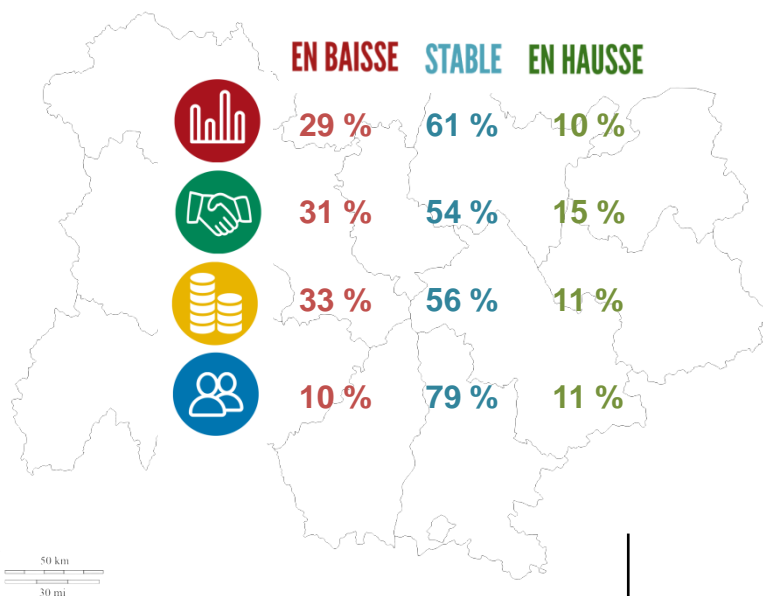 EN BAISSE STABLE EN HAUSSE
29 % 61 % 10 %
31 % 54 % 15 %
33 % 56 % 11 %
10 % 79 % 11 %
50 km
30 mi